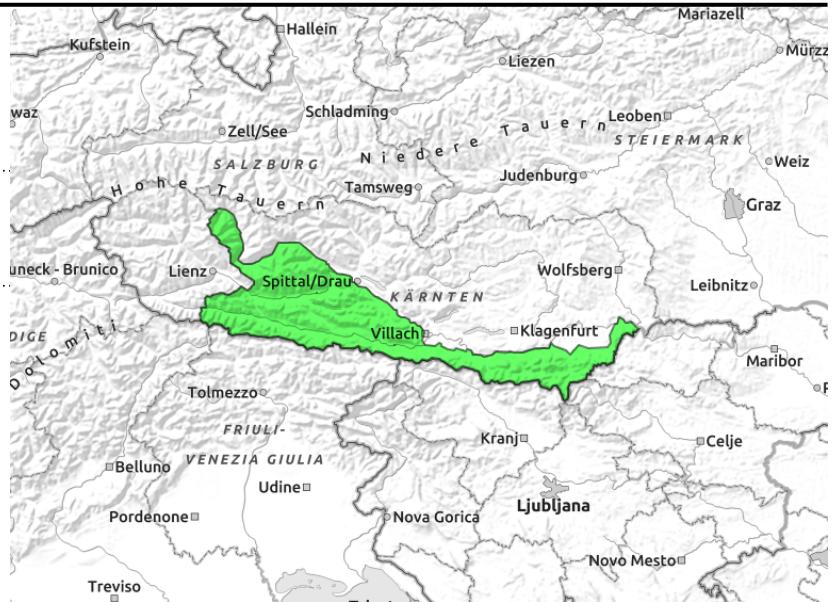 Mariazell
Hallein
Kufstein
Mürzz
Liezen
waz
Schladming
Leoben
Zell/See
Niedere Tauern
STEIERMARK
SALZBURG
Weiz
Hohe Tauern
Tamsweg
Judenburg
Graz
uneck - Brunico
Lienz
Wolfsberg
Spittal/Drau
Leibnitz
KÄRNTEN
DIGE
Dolomiti
Villach
Klagenfurt
Maribor
Tolmezzo
FRIULI-
VENEZIA GIULIA
Kranj
Celje
Belluno
Udine
Ljubljana
Pordenone
Nova Gorica
Novo Mesto
Treviso